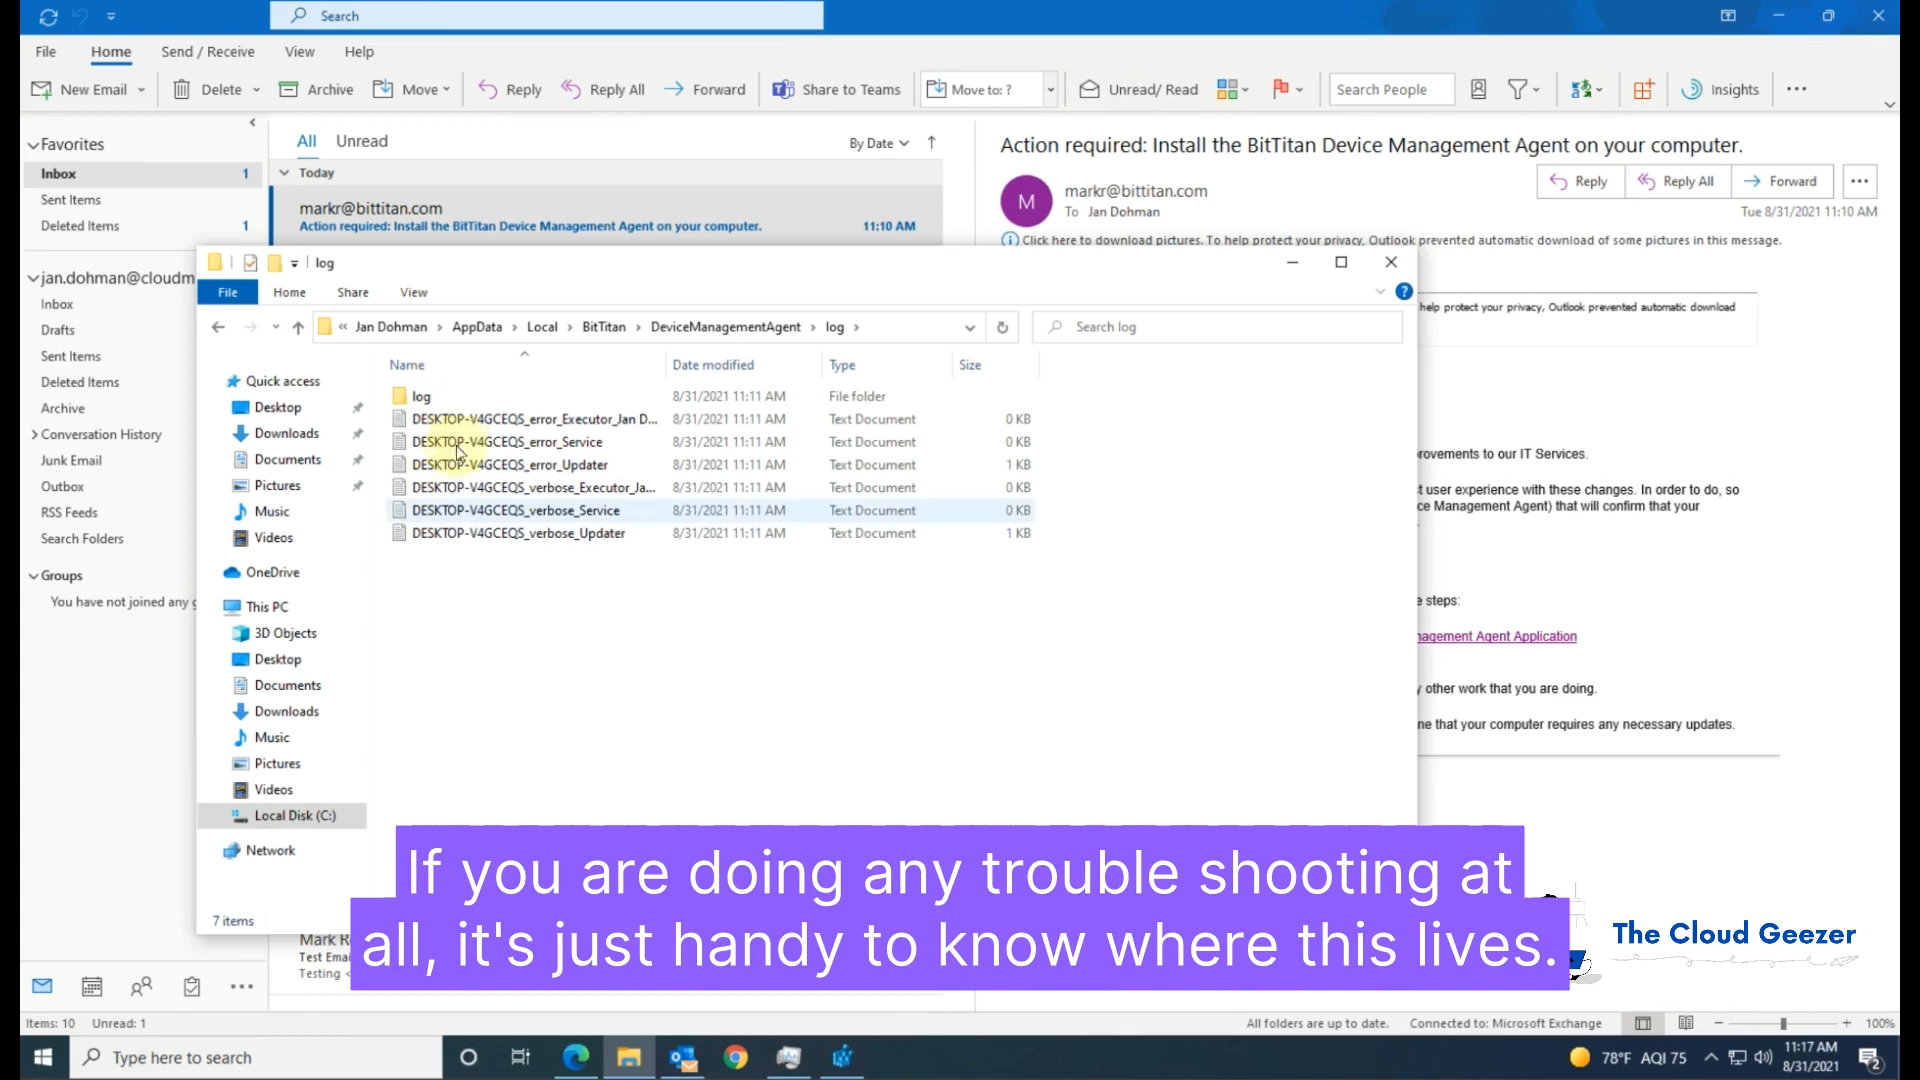 Search
File Home Send / Receive View Help
New Email Delete Archive Move Reply Reply All Forward Share to Teams Move to: ? Unread/ Read Search People Insights
Favorites
Inbox 1
Sent Items
Deleted Items 1
jan.dohman@cloudm
Inbox
Drafts
Sent Items
Deleted Items
Archive
Conversation History
Junk Email
Outbox
RSS Feeds
Search Folders
Groups
You have not joined any g
All Unread By Date
Today
markr@bittitan.com
Action required: Install the BitTitan Device Management Agent on your computer. 11:10 AM
Action required: Install the BitTitan Device Management Agent on your computer.
M
markr@bittitan.com
To Jan Dohman
Reply Reply All Forward
Tue 8/31/2021 11:10 AM
Click here to download pictures. To help protect your privacy, Outlook prevented automatic download of some pictures in this message.
help protect your privacy, Outlook prevented automatic download
rovements to our IT Services.
t user experience with these changes. In order to do, so
ce Management Agent) that will confirm that your
e steps:
nagement Agent Application
y other work that you are doing.
ne that your computer requires any necessary updates.
log
File Home Share View
« Jan Dohman › AppData › Local › BitTitan › DeviceManagementAgent › log ›
Search log
Quick access
Desktop
Downloads
Documents
Pictures
Music
Videos
OneDrive
This PC
3D Objects
Desktop
Documents
Downloads
Music
Pictures
Videos
Local Disk (C:)
Network
Name Date modified Type Size
log 8/31/2021 11:11 AM File folder
DESKTOP-V4GCEQS_error_Executor_Jan D... 8/31/2021 11:11 AM Text Document 0 KB
DESKTOP-V4GCEQS_error_Service 8/31/2021 11:11 AM Text Document 0 KB
DESKTOP-V4GCEQS_error_Updater 8/31/2021 11:11 AM Text Document 1 KB
DESKTOP-V4GCEQS_verbose_Executor_Ja... 8/31/2021 11:11 AM Text Document 0 KB
DESKTOP-V4GCEQS_verbose_Service 8/31/2021 11:11 AM Text Document 0 KB
DESKTOP-V4GCEQS_verbose_Updater 8/31/2021 11:11 AM Text Document 1 KB
7 items
Mark R
Test Emai
Testing <
If you are doing any trouble shooting at
all, it's just handy to know where this lives.
The Cloud Geezer
Items: 10 Unread: 1
All folders are up to date. Connected to: Microsoft Exchange 100%
Type here to search
78°F AQI 75
11:17 AM
8/31/2021
2